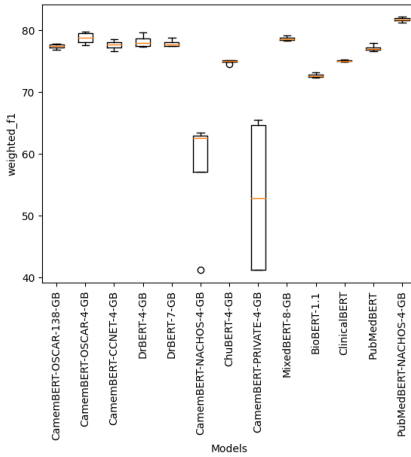 weighted_f1
80
70
60
50
40
CamemBERT-OSCAR-138-GB
CamemBERT-OSCAR-4-GB
CamemBERT-CCNET-4-GB
DrBERT-4-GB
DrBERT-7-GB
CamemBERT-NACHOS-4-GB
ChuBERT-4-GB
CamemBERT-PRIVATE-4-GB
MixedBERT-8-GB
BioBERT-1.1
ClinicalBERT
PubMedBERT
PubMedBERT-NACHOS-4-GB
Models